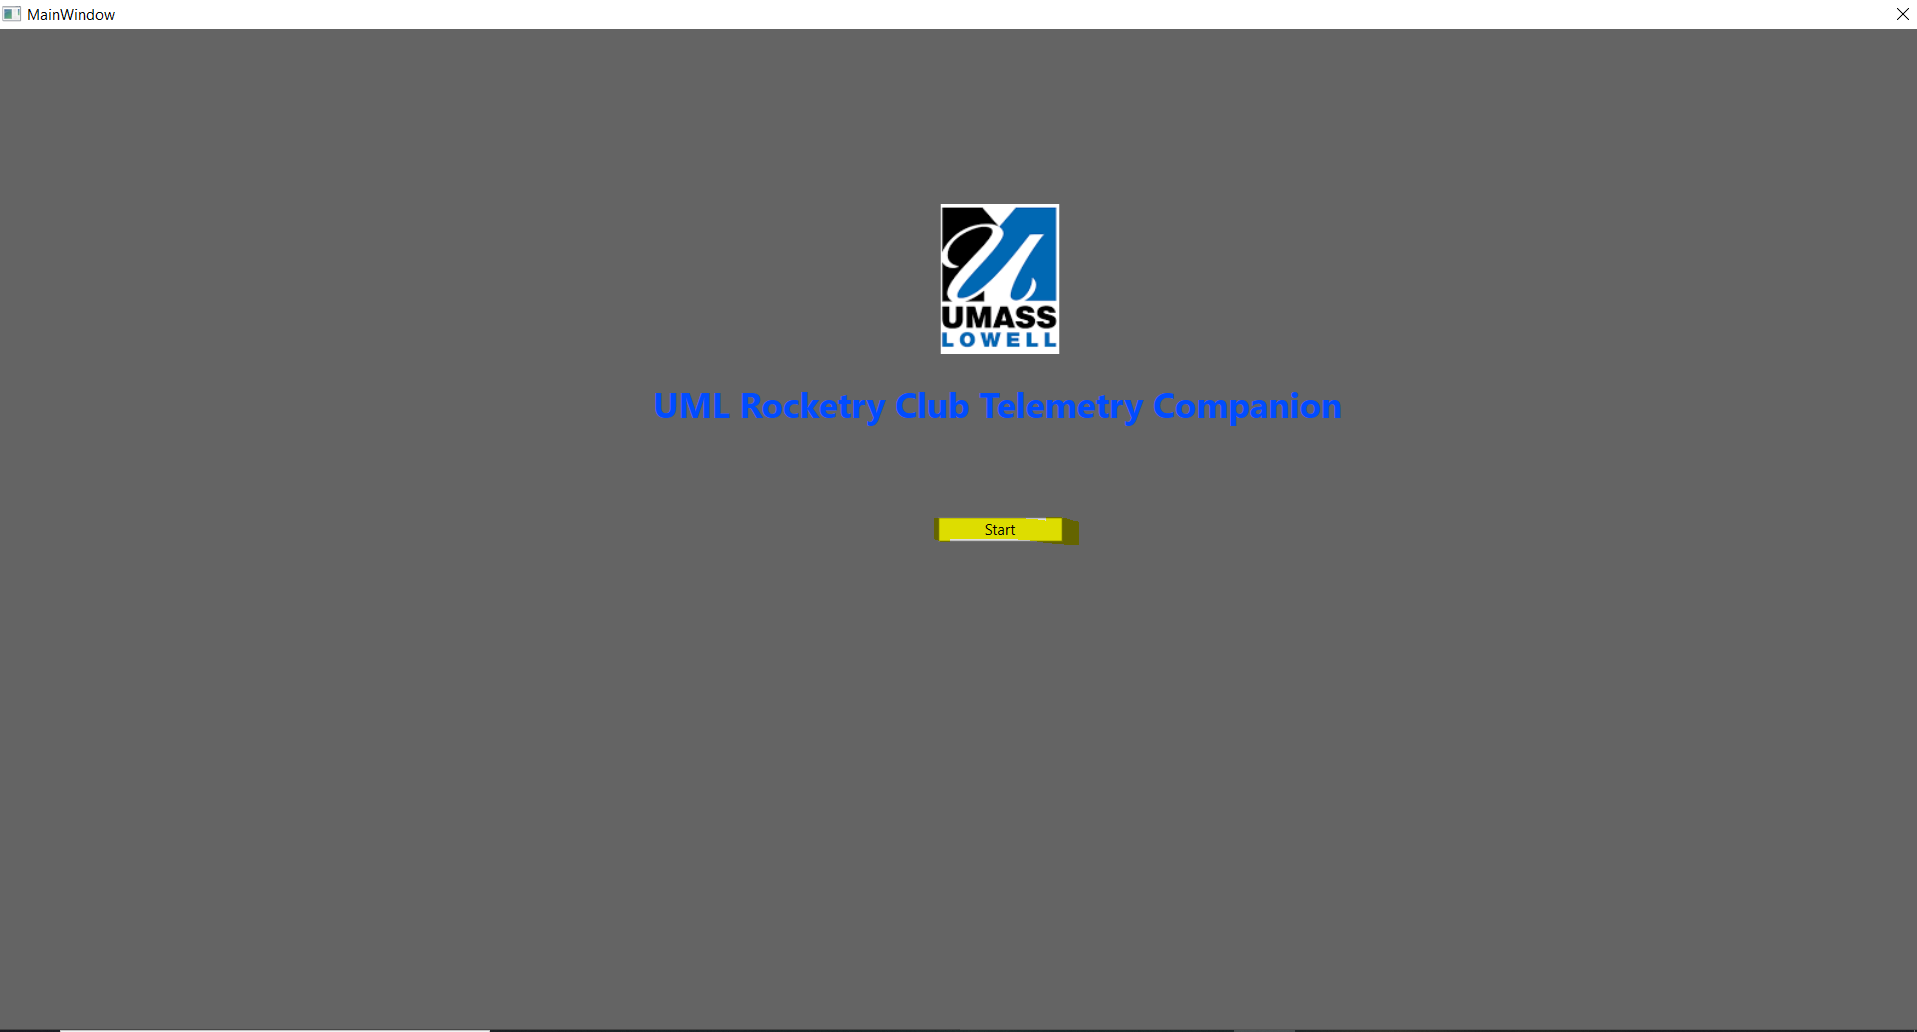 MainWindow
UMASS
LOWELL
UML Rocketry Club Telemetry Companion
Start